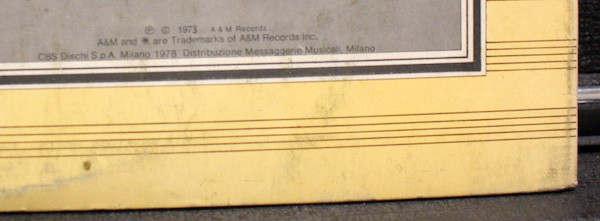 ℗ © 1973 A & M Records
A&M and ✱ are Trademarks of A&M Records Inc.
CBS Dischi S.p.A. Milano 1978 Distribuzione Messaggerie Musicali, Milano